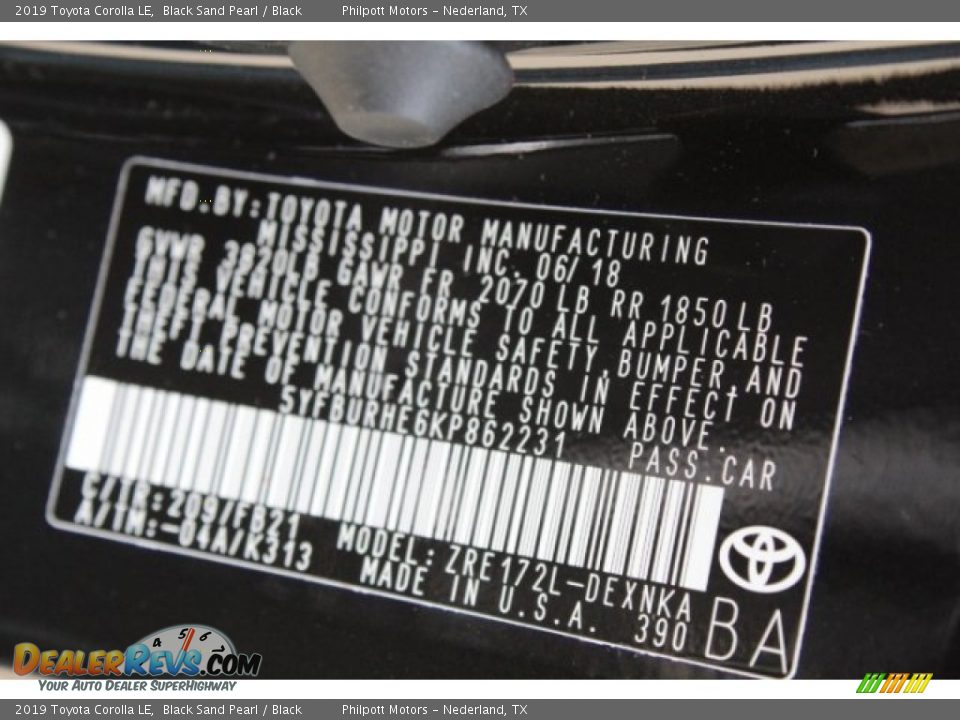 2019 Toyota Corolla LE, Black Sand Pearl / Black Philpott Motors – Nederland, TX
MFD.BY:TOYOTA MOTOR MANUFACTURING
MISSISSIPPI INC. 06/18
GVWR 3820LB GAWR FR 2070LB RR 1850LB
THIS VEHICLE CONFORMS TO ALL APPLICABLE
FEDERAL MOTOR VEHICLE SAFETY,BUMPER,AND
THEFT PREVENTION STANDARDS IN EFFECT ON
THE DATE OF MANUFACTURE SHOWN ABOVE.
5YFBURHE6KP862231 PASS.CAR
C/TR:209/FB21 MODEL:ZRE172L-DEXNKA
A/TM:-04A/K313 MADE IN U.S.A. 390 BA
4 5 6
DEALERREVS.COM
YOUR AUTO DEALER SUPERHIGHWAY
2019 Toyota Corolla LE, Black Sand Pearl / Black Philpott Motors – Nederland, TX